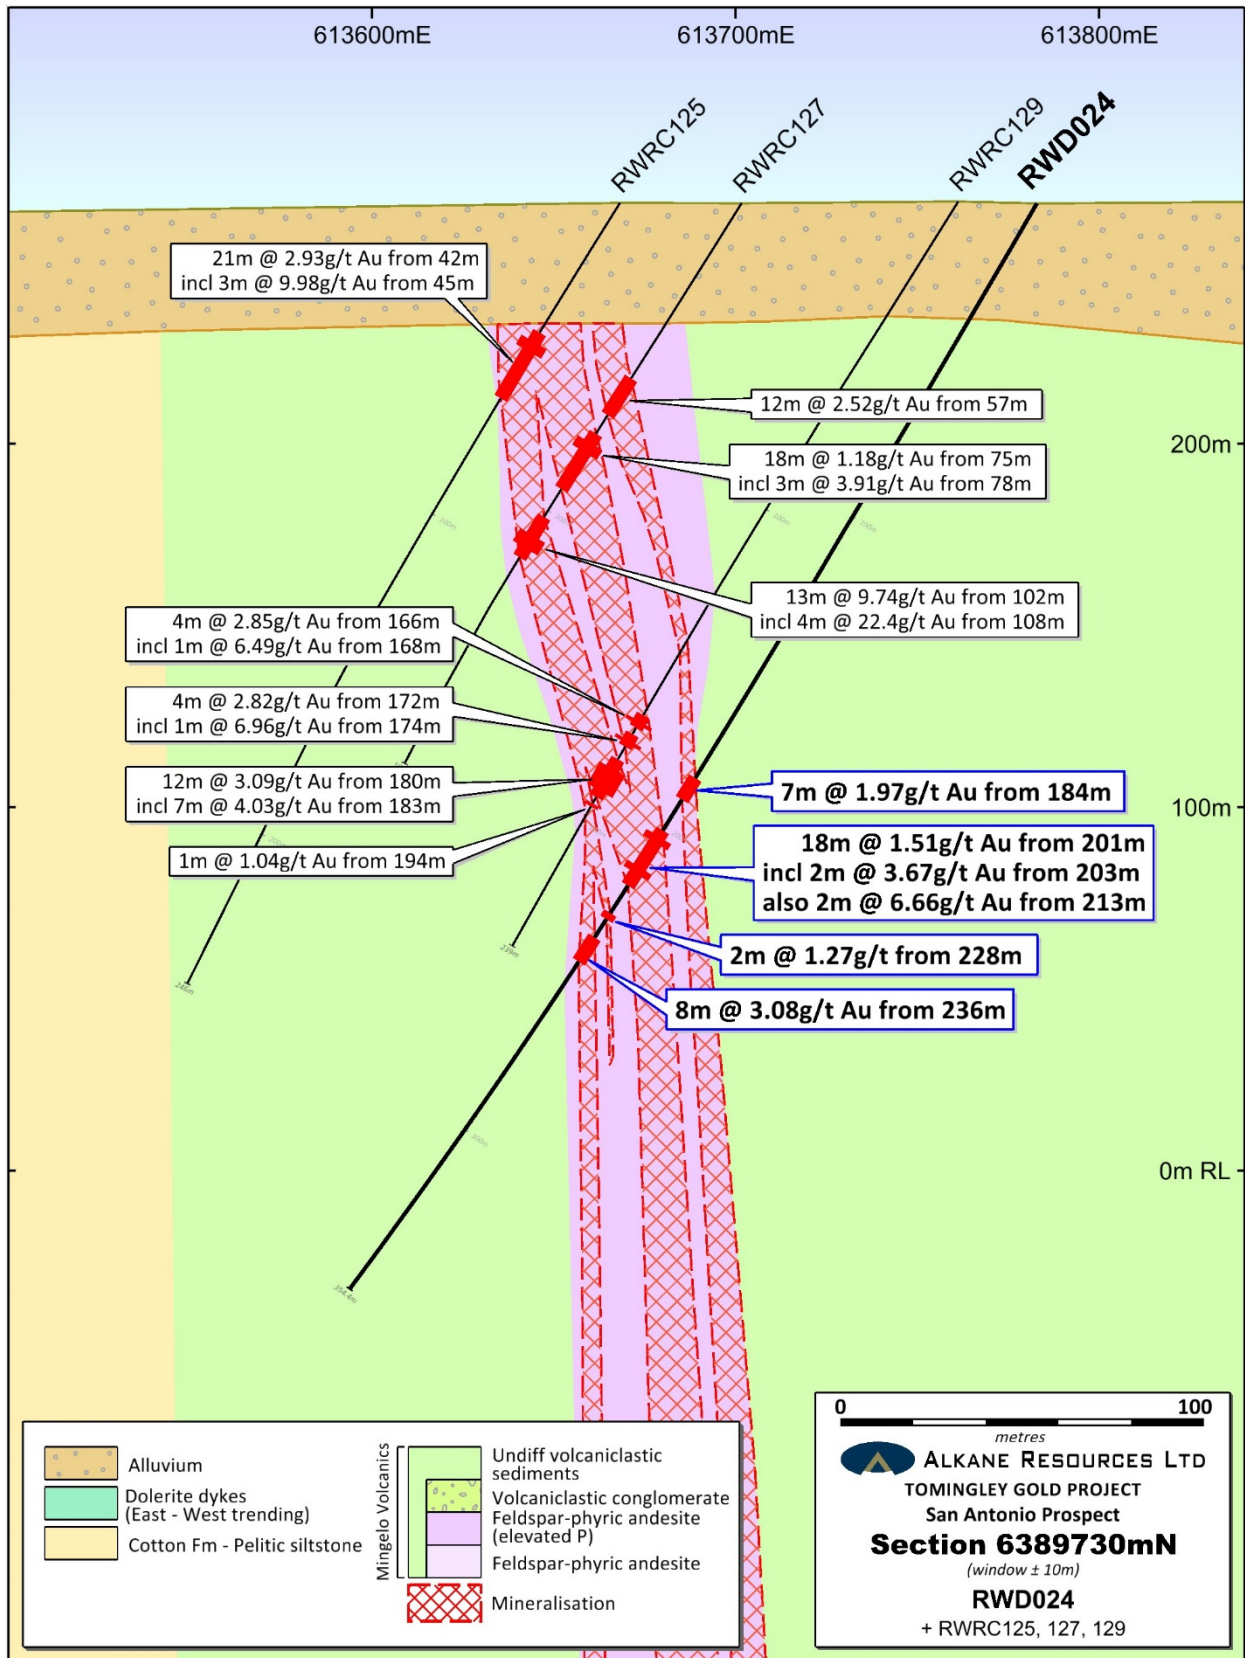 613600mE
613700mE
613800mE
RWRC125
RWRC127
RWRC129
RWD024
21m @ 2.93g/t Au from 42m
incl 3m @ 9.98g/t Au from 45m
12m @ 2.52g/t Au from 57m
200m
18m @ 1.18g/t Au from 75m
incl 3m @ 3.91g/t Au from 78m
100m
100m
100m
13m @ 9.74g/t Au from 102m
incl 4m @ 22.4g/t Au from 108m
4m @ 2.85g/t Au from 166m
incl 1m @ 6.49g/t Au from 168m
4m @ 2.82g/t Au from 172m
incl 1m @ 6.96g/t Au from 174m
12m @ 3.09g/t Au from 180m
incl 7m @ 4.03g/t Au from 183m
7m @ 1.97g/t Au from 184m
100m
1m @ 1.04g/t Au from 194m
200m
18m @ 1.51g/t Au from 201m
incl 2m @ 3.67g/t Au from 203m
also 2m @ 6.66g/t Au from 213m
2m @ 1.27g/t from 228m
239m
246m
8m @ 3.08g/t Au from 236m
300m
0m RL
354.4m
Alluvium
Dolerite dykes
(East - West trending)
Cotton Fm - Pelitic siltstone
Mingelo Volcanics
Undiff volcaniclastic
sediments
Volcaniclastic conglomerate
Feldspar-phyric andesite
(elevated P)
Feldspar-phyric andesite
Mineralisation
0 100
metres
ALKANE RESOURCES LTD
TOMINGLEY GOLD PROJECT
San Antonio Prospect
Section 6389730mN
(window ± 10m)
RWD024
+ RWRC125, 127, 129